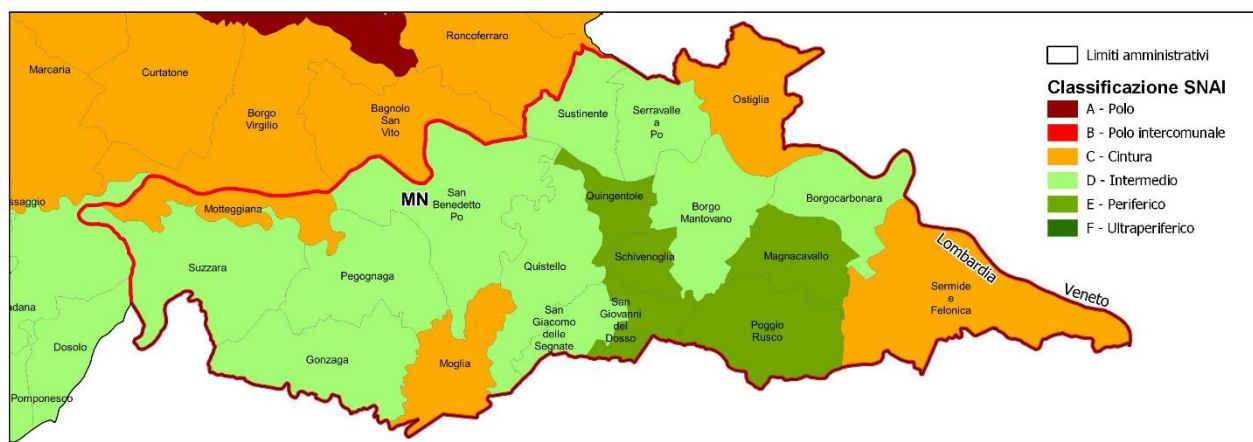 Roncoferraro
Marcaria
Curtatone
Borgo
Virgilio
Bagnolo
San
Vito
Sustinente
Serravalle
a
Po
Ostiglia
ssaggio
Motteggiana
MN
San
Benedetto
Po
Quingentole
Borgo
Mantovano
Borgocarbonara
Suzzara
Pegognaga
Quistello
Schivenoglia
Magnacavallo
Lombardia
Veneto
Sermide
e
Felonica
adana
Dosolo
Pomponesco
Gonzaga
Moglia
San
Giacomo
delle
Segnate
San
Giovanni
del
Dosso
Poggio
Rusco
Limiti amministrativi
Classificazione SNAI
A - Polo
B - Polo intercomunale
C - Cintura
D - Intermedio
E - Periferico
F - Ultraperiferico